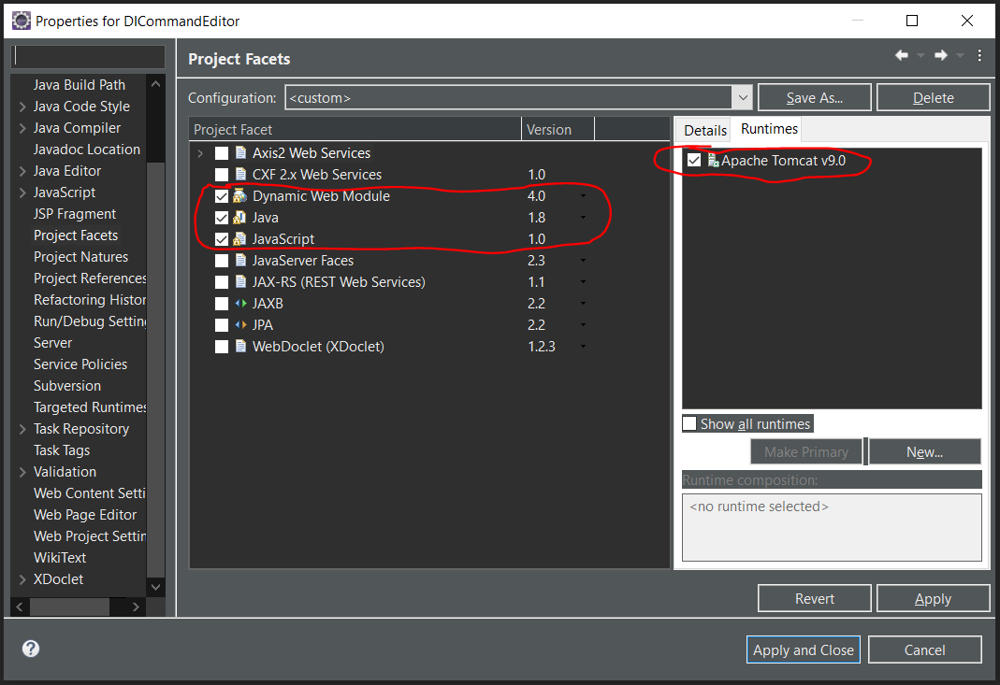 Properties for DICommandEditor
Java Build Path
Java Code Style
Java Compiler
Javadoc Location
Java Editor
JavaScript
JSP Fragment
Project Facets
Project Natures
Project References
Refactoring Histor
Run/Debug Setting
Server
Service Policies
Subversion
Targeted Runtimes
Task Repository
Task Tags
Validation
Web Content Setti
Web Page Editor
Web Project Settin
WikiText
XDoclet
Project Facets
Configuration: <custom> Save As... Delete
Project Facet Version
Axis2 Web Services
CXF 2.x Web Services 1.0
Dynamic Web Module 4.0
Java 1.8
JavaScript 1.0
JavaServer Faces 2.3
JAX-RS (REST Web Services) 1.1
JAXB 2.2
JPA 2.2
WebDoclet (XDoclet) 1.2.3
Details Runtimes
Apache Tomcat v9.0
Show all runtimes
Make Primary New...
Runtime composition:
<no runtime selected>
Revert Apply
? Apply and Close Cancel